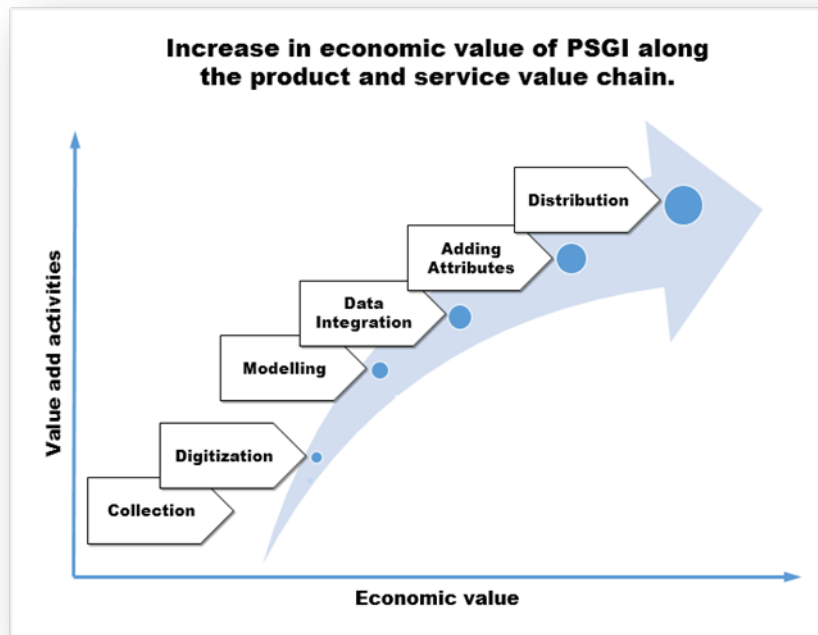 Increase in economic value of PSGI along
the product and service value chain.
Distribution
Adding
Attributes
Data
Integration
Modelling
Digitization
Collection
Value add activities
Economic value